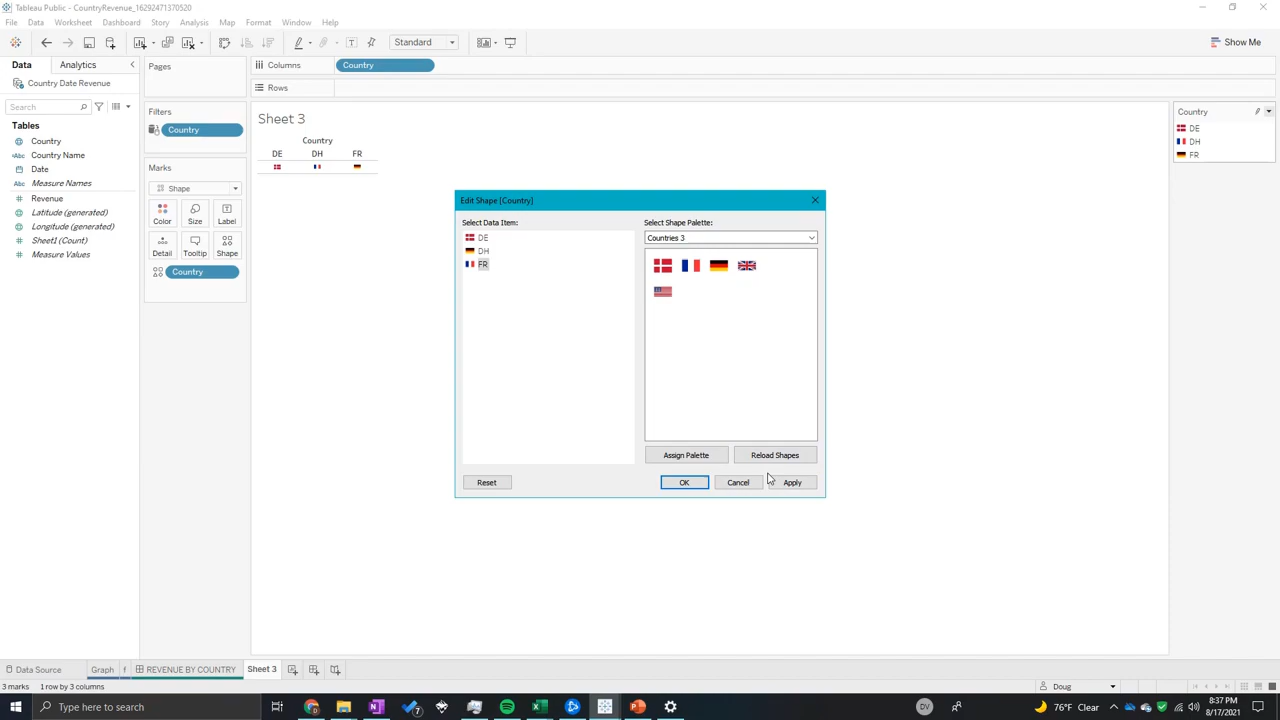 Tableau Public - CountryRevenue_16292471370520
File Data Worksheet Dashboard Story Analysis Map Format Window Help
Standard
Show Me
Data Analytics
Country Date Revenue
Search
Tables
Country
Abc Country Name
Date
Abc Measure Names
Revenue
Latitude (generated)
Longitude (generated)
Sheet1 (Count)
Measure Values
Pages
Filters
Country
Marks
Shape
Color Size Label
Detail Tooltip Shape
Country
Columns Country
Rows
Sheet 3
Country
DE DH FR
Country
DE
DH
FR
Edit Shape [Country]
Select Data Item:
DE
DH
FR
Select Shape Palette:
Countries 3
Assign Palette Reload Shapes
Reset OK Cancel Apply
Data Source Graph REVENUE BY COUNTRY Sheet 3
3 marks 1 row by 3 columns
Doug
Type here to search
DV
76°F Clear
8:37 PM
8/17/2021